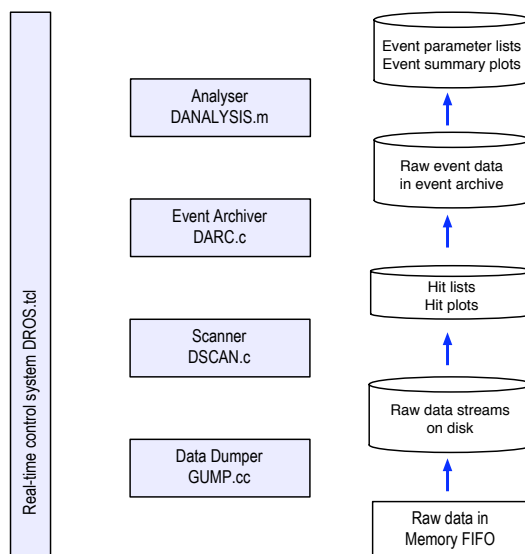 Real-time control system DROS.tcl
Analyser
DANALYSIS.m
Event Archiver
DARC.c
Scanner
DSCAN.c
Data Dumper
GUMP.cc
Event parameter lists
Event summary plots
Raw event data
in event archive
Hit lists
Hit plots
Raw data streams
on disk
Raw data in
Memory FIFO